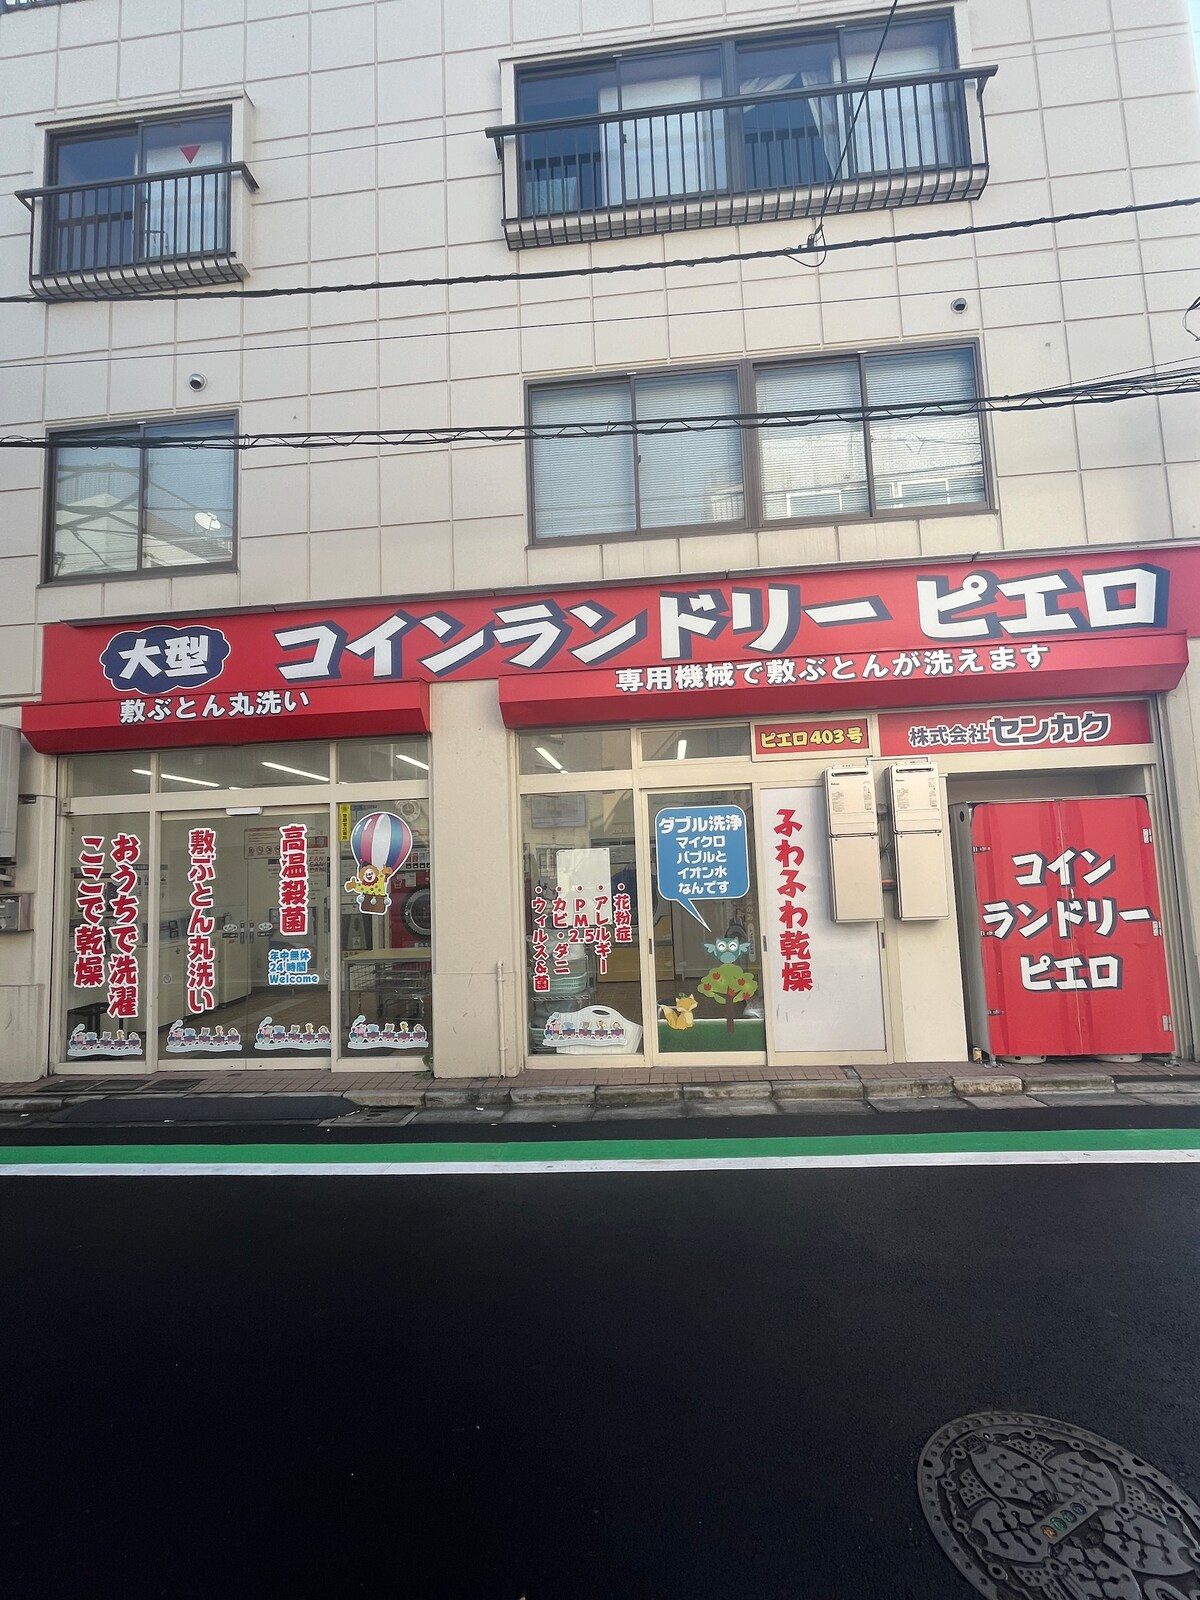 大型
コインランドリー ピエロ
敷ぶとん丸洗い
専用機械で敷ぶとんが洗えます
ピエロ403号
株式会社センカク
おうちで洗濯
ここで乾燥
敷ぶとん丸洗い
高温殺菌
年中無休
24時間
Welcome
・花粉症
・アレルギー
・PM2.5
・カビ・ダニ
・ウィルス&菌
ダブル洗浄
マイクロ
バブルと
イオン水
なんです
ふわふわ乾燥
コイン
ランドリー
ピエロ